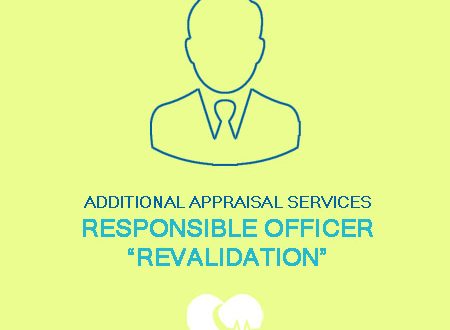 ADDITIONAL APPRAISAL SERVICES
RESPONSIBLE OFFICER
“REVALIDATION”